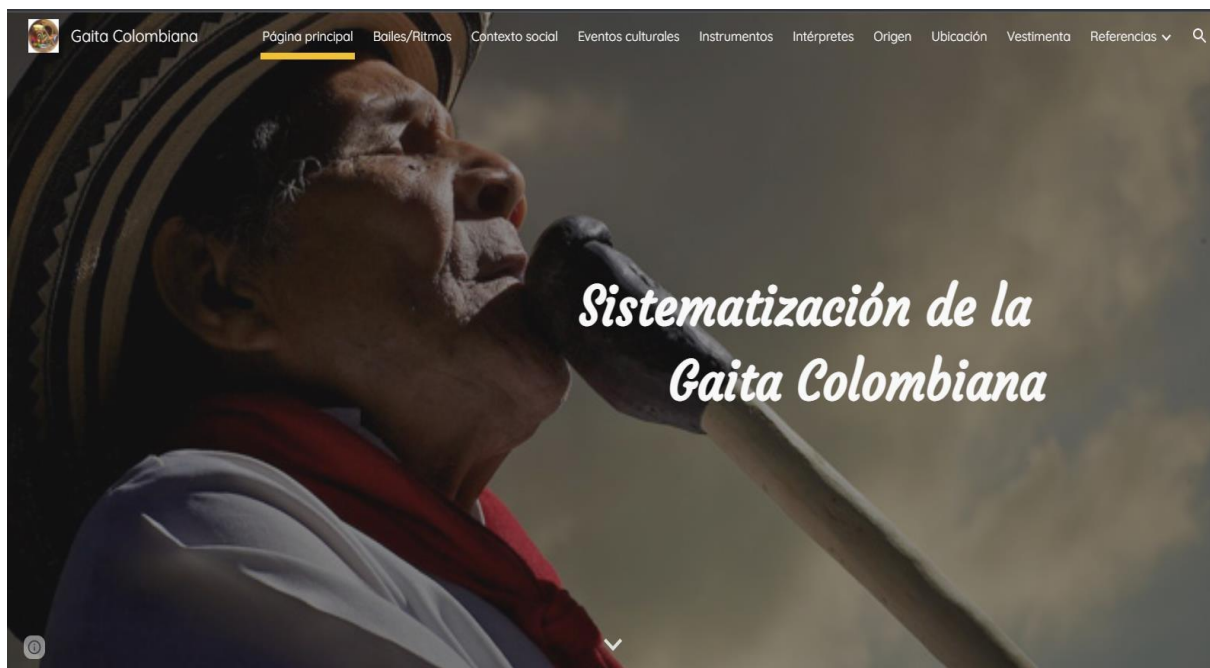 Gaita Colombiana
Página principal
Bailes/Ritmos
Contexto social
Eventos culturales
Instrumentos
Intérpretes
Origen
Ubicación
Vestimenta
Referencias
Sistematización de la
Gaita Colombiana